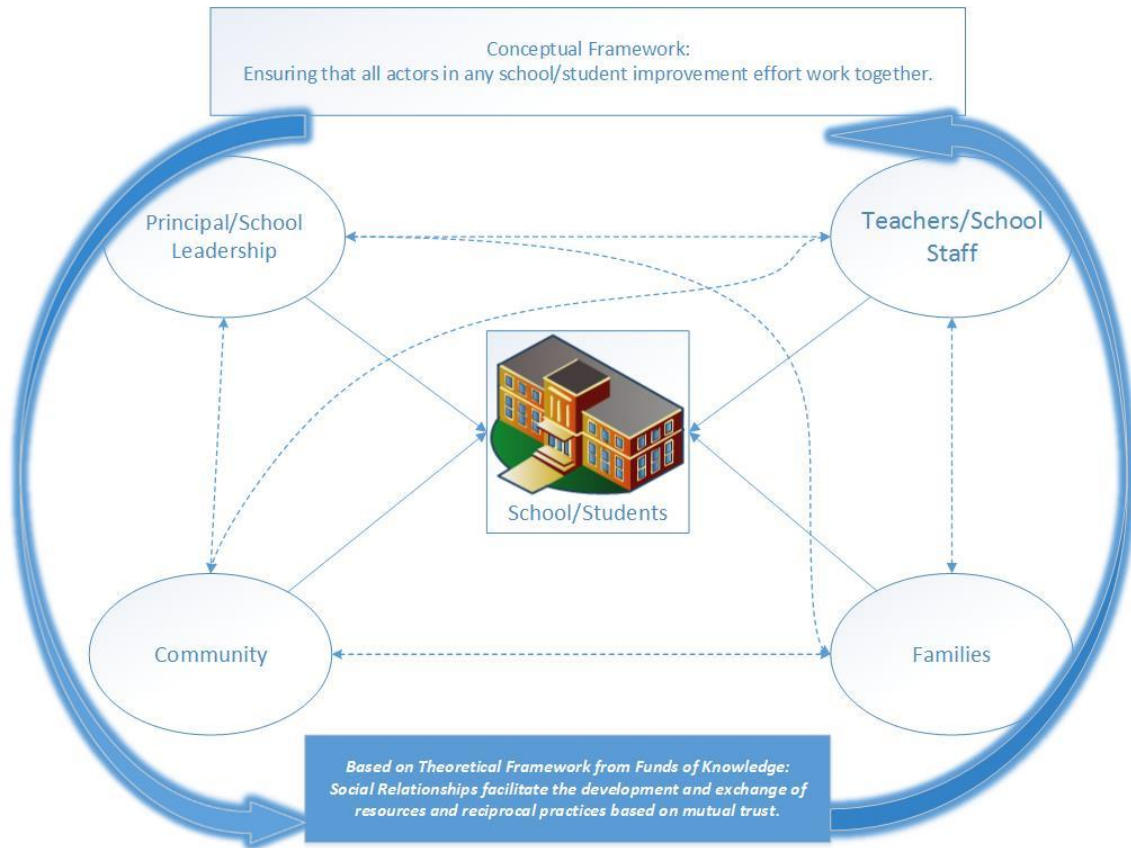 Conceptual Framework:
Ensuring that all actors in any school/student improvement effort work together.
Principal/School
Leadership
Teachers/School
Staff
School/Students
Community
Families
Based on Theoretical Framework from Funds of Knowledge:
Social Relationships facilitate the development and exchange of
resources and reciprocal practices based on mutual trust.